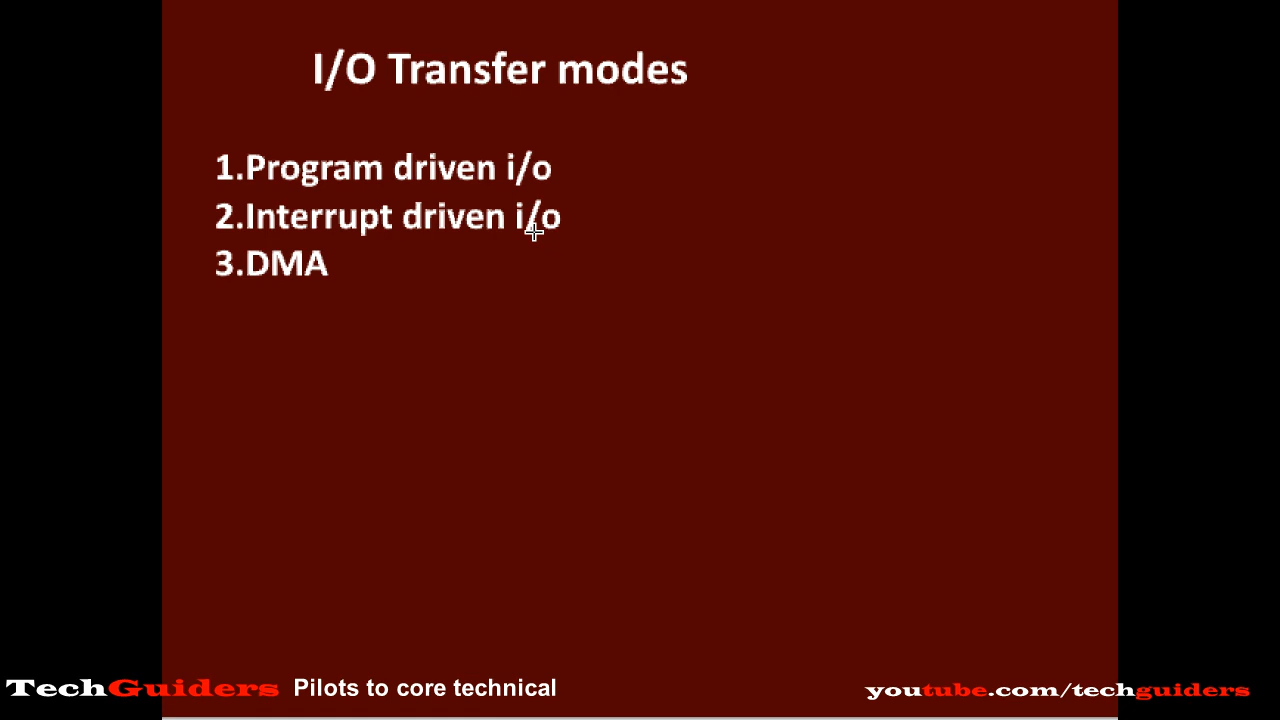 I/O Transfer modes
1.Program driven i/o
2.Interrupt driven i/o
3.DMA
TechGuiders Pilots to core technical
youtube.com/techguiders